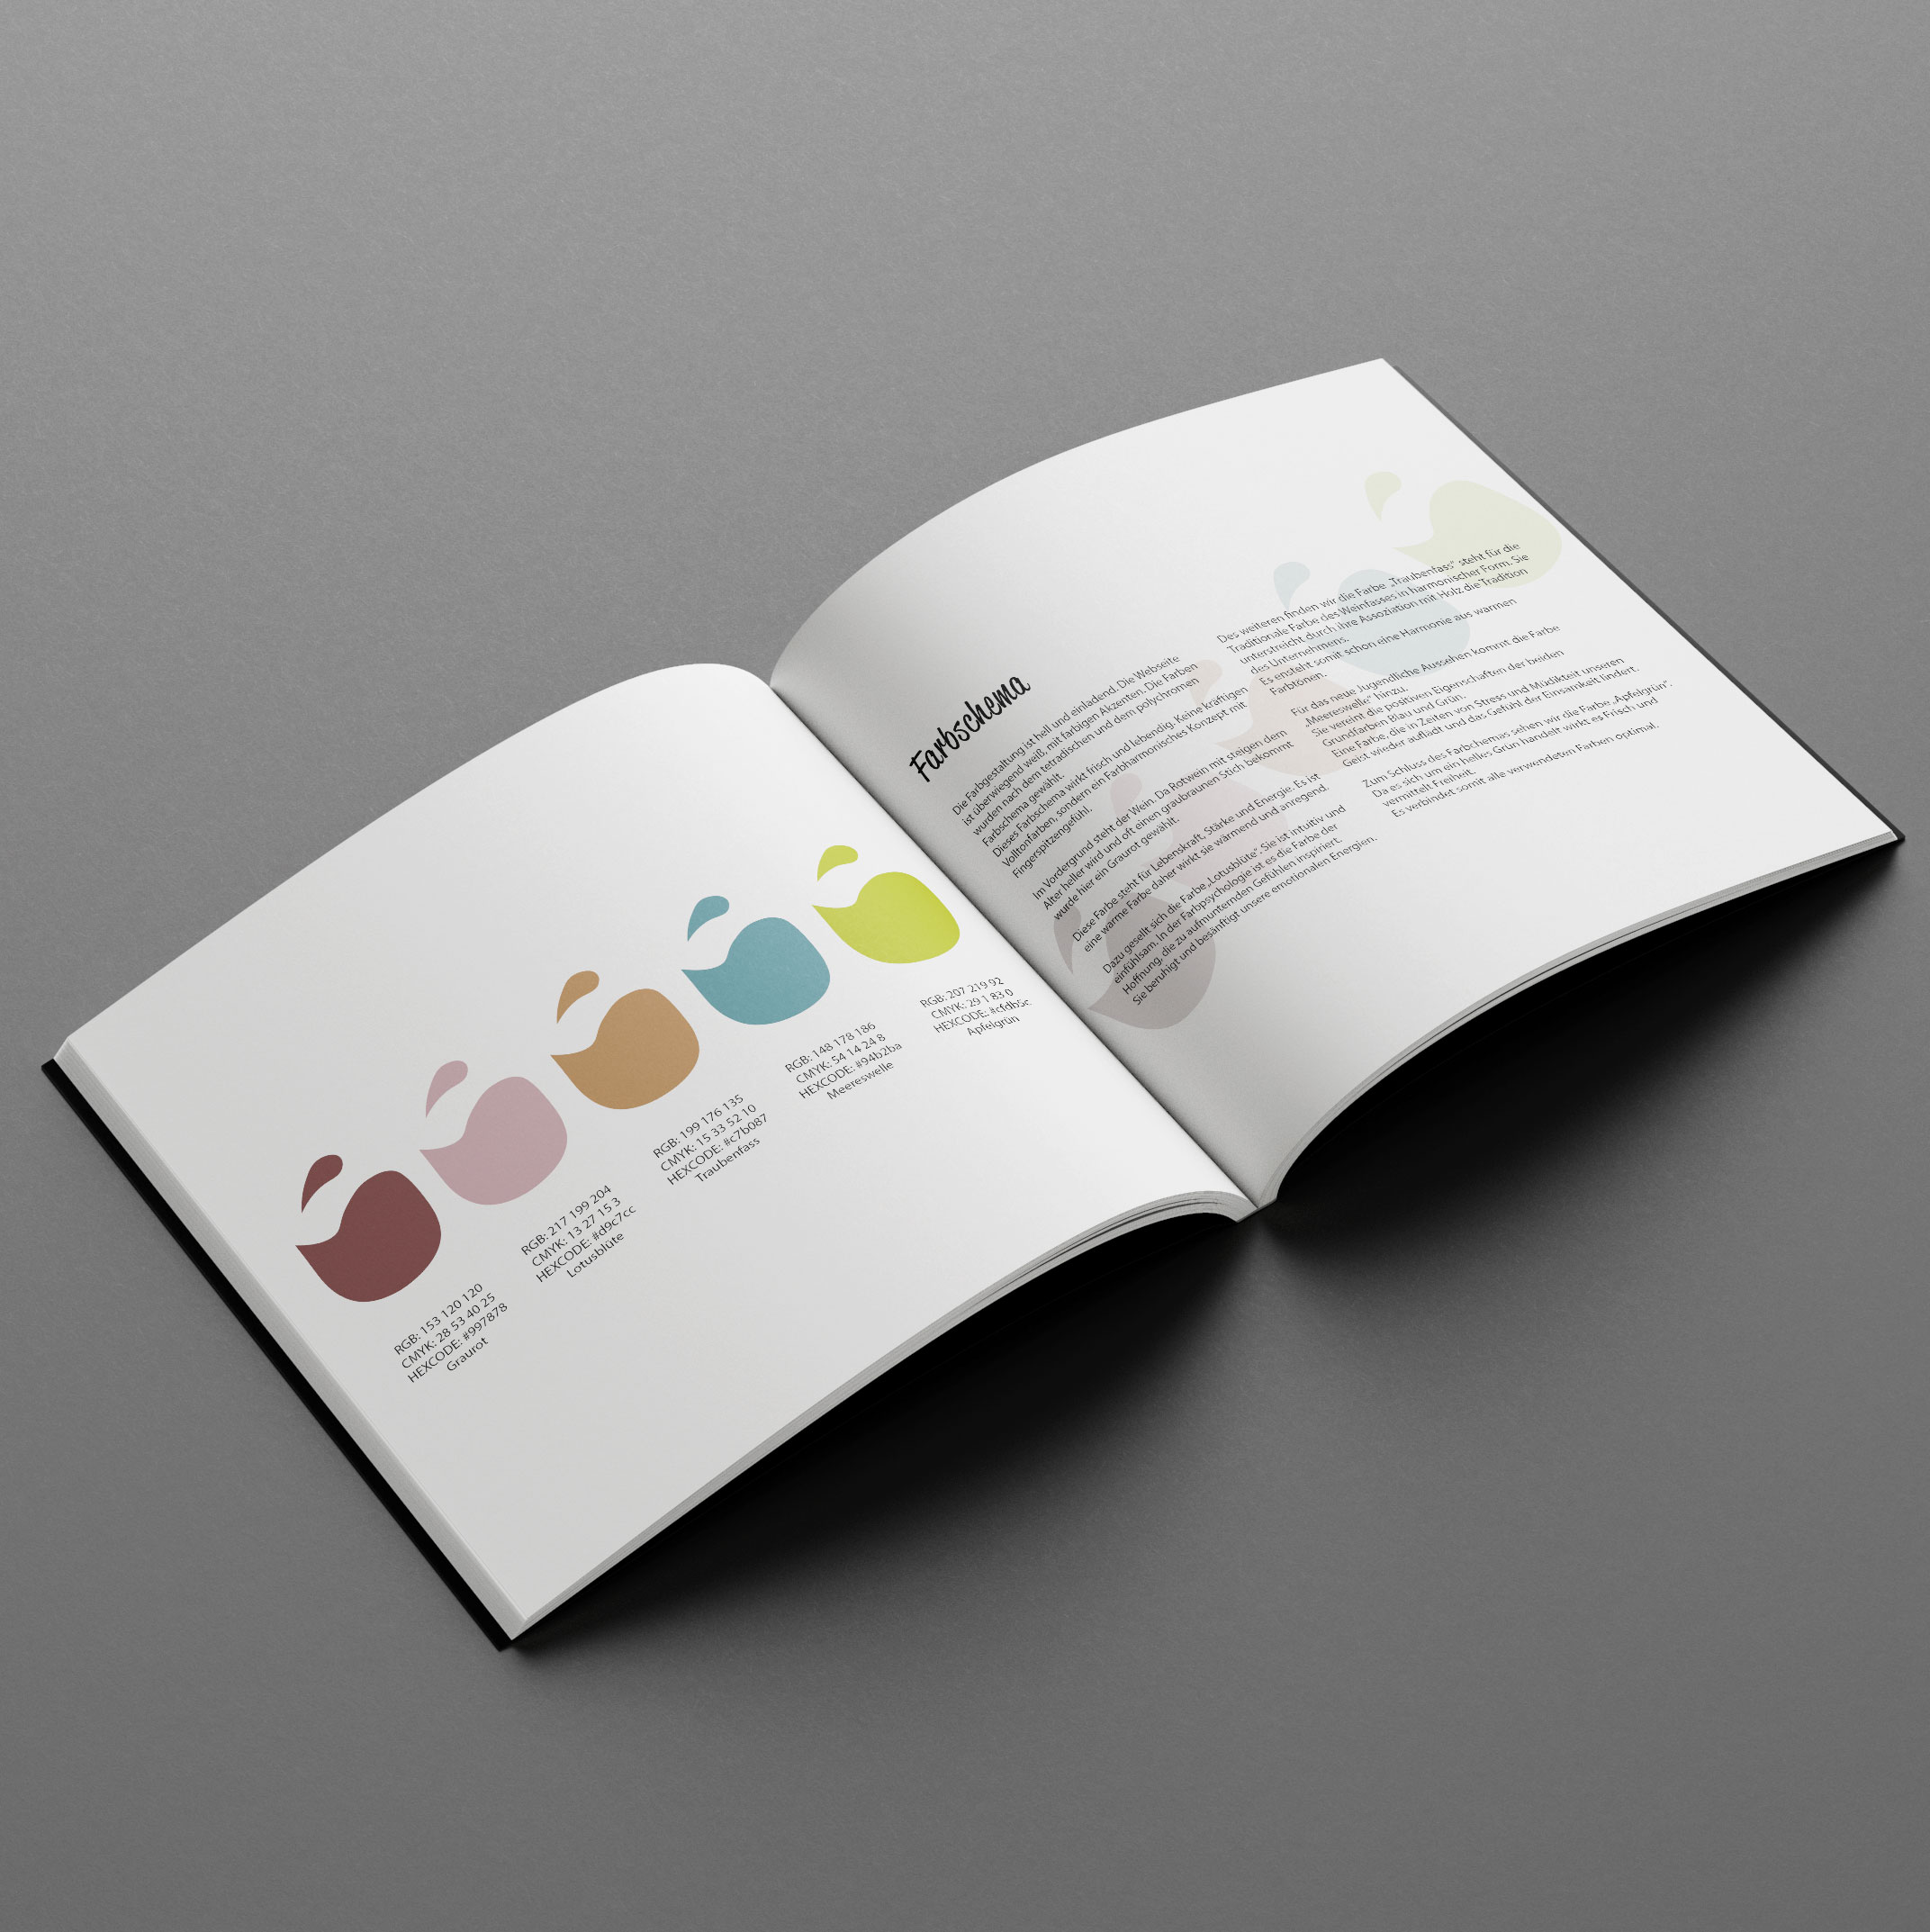 RGB: 153 120 120
CMYK: 28 53 40 25
HEXCODE: #997878
Graurot
RGB: 217 199 204
CMYK: 13 27 15 3
HEXCODE: #d9c7cc
Lotusblüte
RGB: 199 176 135
CMYK: 15 33 52 10
HEXCODE: #c7b087
Traubenfass
RGB: 148 178 186
CMYK: 54 14 24 8
HEXCODE: #94b2ba
Meereswelle
RGB: 207 219 92
CMYK: 29 1 83 0
HEXCODE: #cfdb5c
Apfelgrün
Farbschema
Die Farbgestaltung ist hell und einladend. Die Webseite
ist überwiegend weiß, mit farbigen Akzenten. Die Farben
wurden nach dem tetradischen und dem polychromen
Farbschema gewählt.
Dieses Farbschema wirkt frisch und lebendig. Keine kräftigen
Volltonfarben, sondern ein Farbharmonisches Konzept mit
Fingerspitzengefühl.
Im Vordergrund steht der Wein. Da Rotwein mit steigen dem
Alter heller wird und oft einen graubraunen Stich bekommt
wurde hier ein Graurot gewählt.
Diese Farbe steht für Lebenskraft, Stärke und Energie. Es ist
eine warme Farbe daher wirkt sie wärmend und anregend.
Dazu gesellt sich die Farbe „Lotusblüte“. Sie ist intuitiv und
einfühlsam. In der Farbpsychologie ist es die Farbe der
Hoffnung, die zu aufmunternden Gefühlen inspiriert.
Sie beruhigt und besänftigt unsere emotionalen Energien.
Des weiteren finden wir die Farbe „Traubenfass“ steht für die
Traditionale Farbe des Weinfasses in harmonischer Form. Sie
unterstreicht durch ihre Assoziation mit Holz die Tradition
des Unternehmens.
Es ensteht somit schon eine Harmonie aus warmen
Farbtönen.
Für das neue Jugendliche Aussehen kommt die Farbe
„Meereswelle“ hinzu.
Sie vereint die positiven Eigenschaften der beiden
Grundfarben Blau und Grün.
Eine Farbe, die in Zeiten von Stress und Müdikteit unseren
Geist wieder auflädt und das Gefühl der Einsamkeit lindert.
Zum Schluss des Farbchemas sehen wir die Farbe „Apfelgrün“.
Da es sich um ein helles Grün handelt wirkt es Frisch und
vermittelt Freiheit.
Es verbindet somit alle verwendeten Farben optimal.